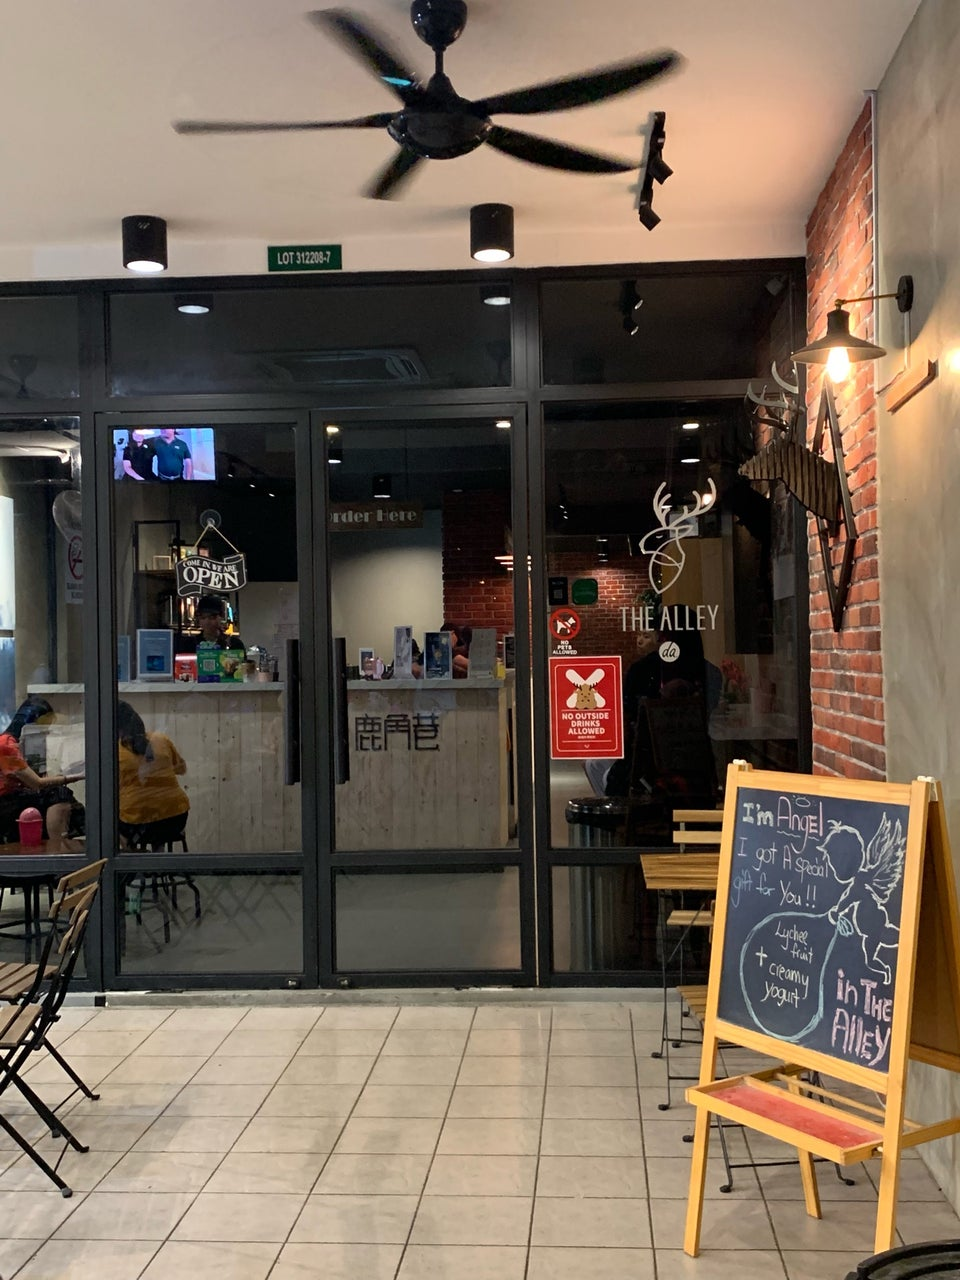 LOT 312208-7
COME IN, WE ARE
OPEN
Order Here
THE ALLEY
da
NO
PETS
ALLOWED
NO OUTSIDE
DRINKS
ALLOWED
鹿角巷
I'm Angel
I got A special
gift for You !!
Lychee
fruit
+ creamy
yogurt
in THE
AllEY